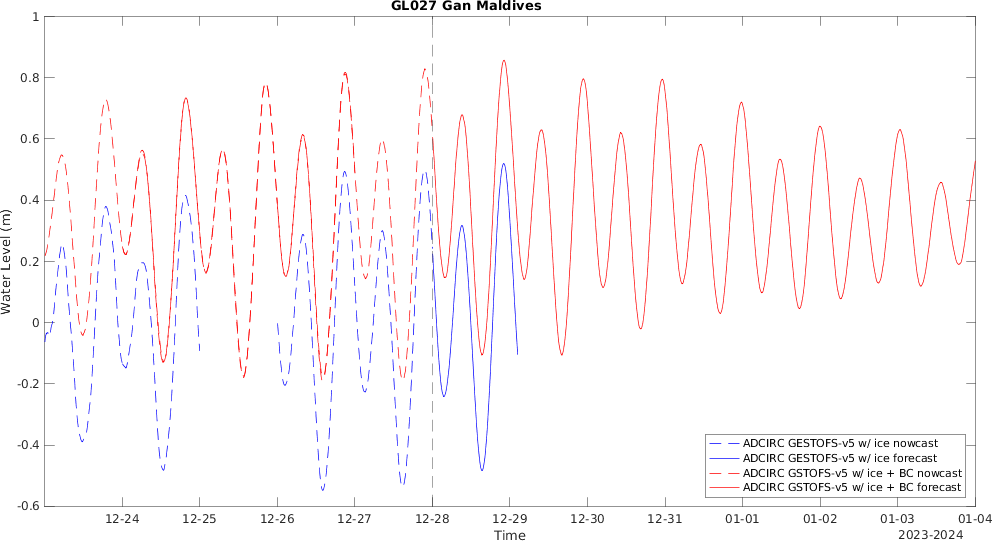 GL027 Gan Maldives
1
0.8
0.6
0.4
0.2
0
-0.2
-0.4
-0.6
Water Level (m)
ADCIRC GESTOFS-v5 w/ ice nowcast
ADCIRC GESTOFS-v5 w/ ice forecast
ADCIRC GSTOFS-v5 w/ ice + BC nowcast
ADCIRC GSTOFS-v5 w/ ice + BC forecast
12-24 12-25 12-26 12-27 12-28 12-29 12-30 12-31 01-01 01-02 01-03 01-04
Time
2023-2024